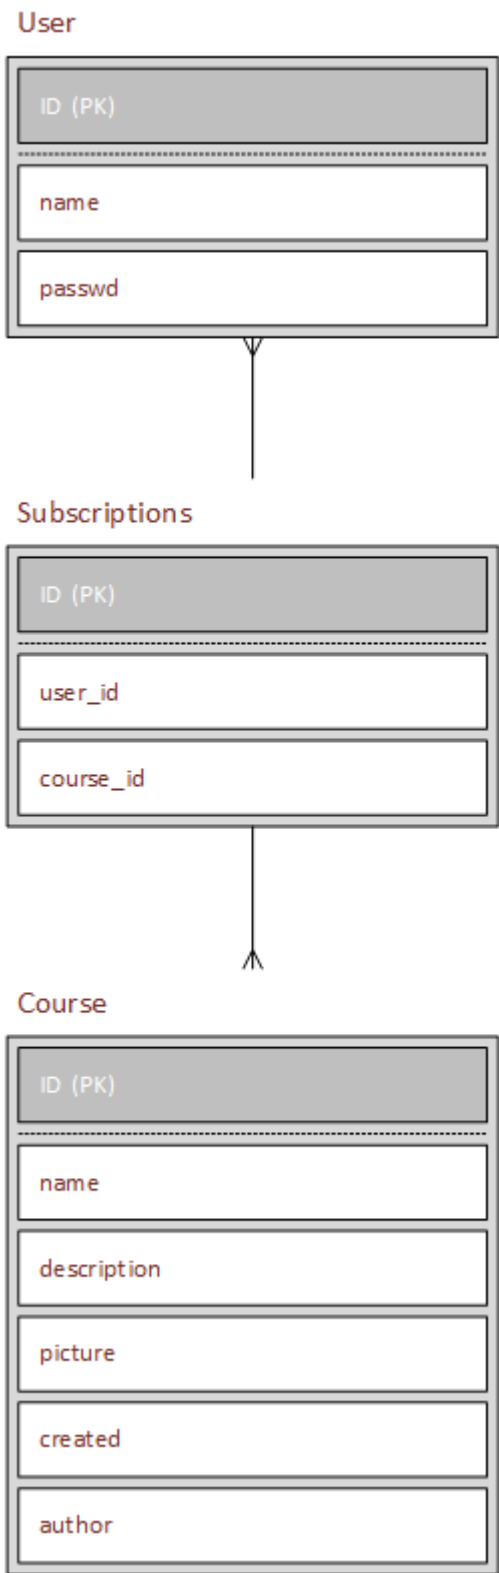 User
ID (PK)
name
passwd
Subscriptions
ID (PK)
user_id
course_id
Course
ID (PK)
name
description
picture
created
author